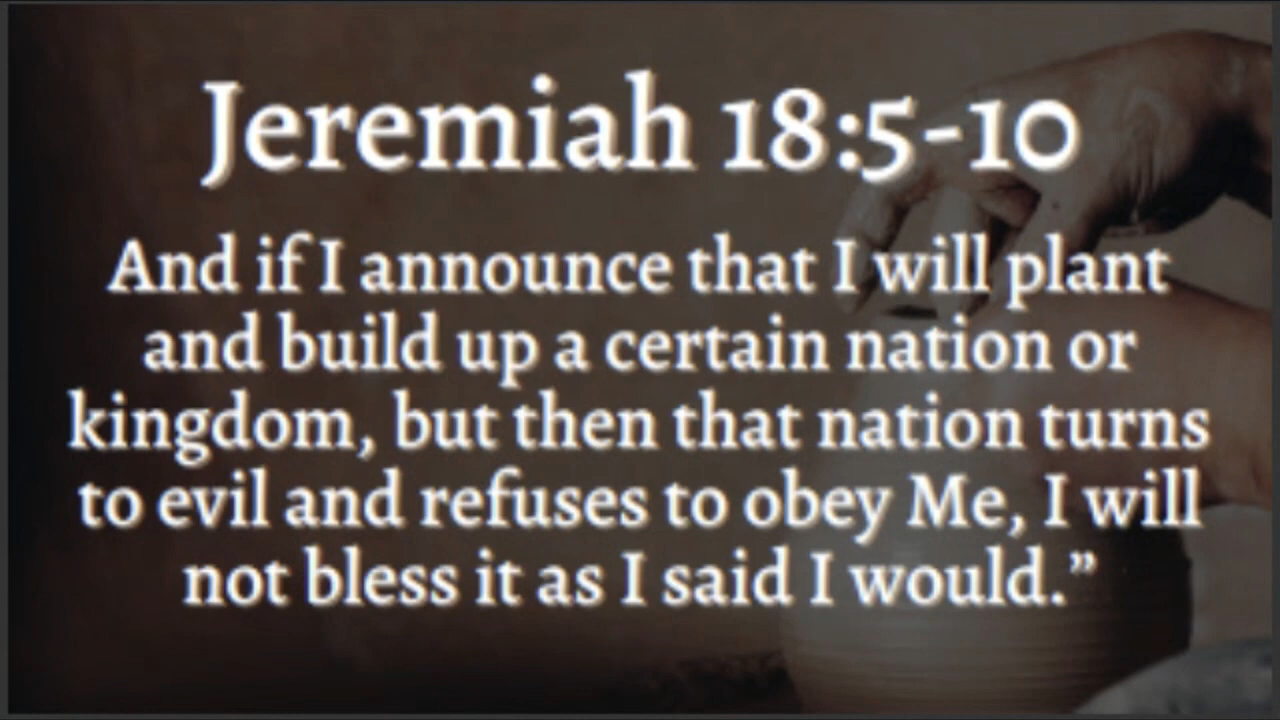 Jeremiah 18:5-10
And if I announce that I will plant
and build up a certain nation or
kingdom, but then that nation turns
to evil and refuses to obey Me, I will
not bless it as I said I would.”